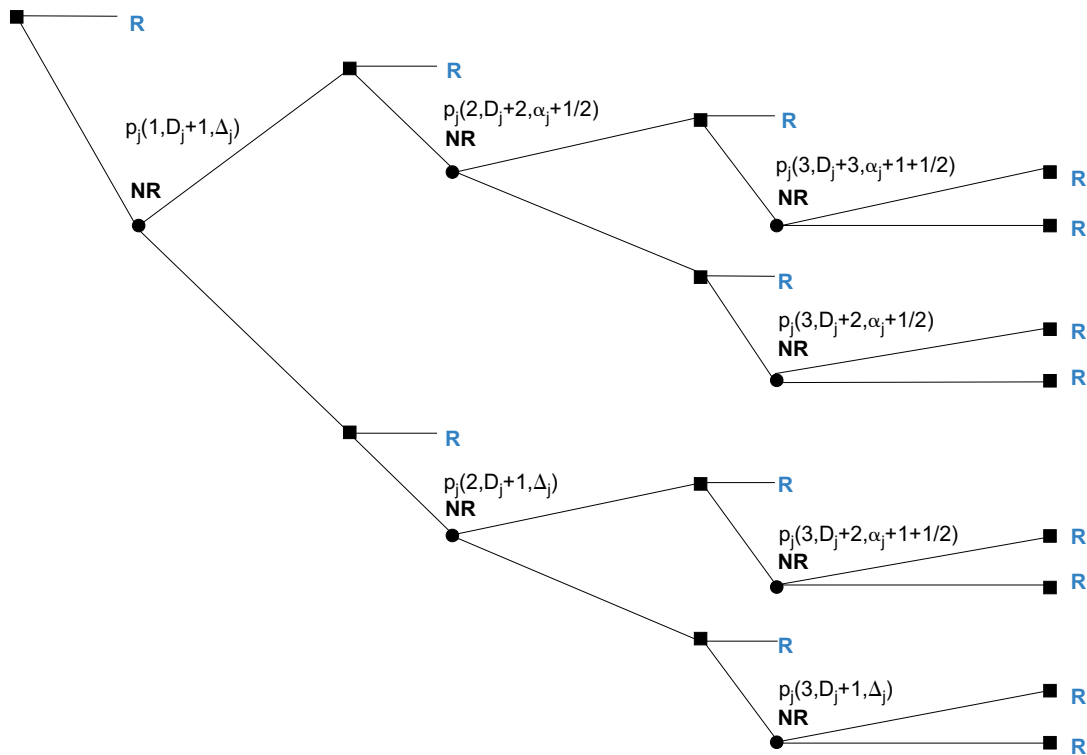 R
R
p_j(1,D_j+1,Δ_j)
p_j(2,D_j+2,α_j+1/2)
NR
R
p_j(3,D_j+3,α_j+1+1/2)
NR
R
NR
R
R
p_j(3,D_j+2,α_j+1/2)
NR
R
R
R
p_j(2,D_j+1,Δ_j)
NR
R
p_j(3,D_j+2,α_j+1+1/2)
NR
R
R
R
p_j(3,D_j+1,Δ_j)
NR
R
R